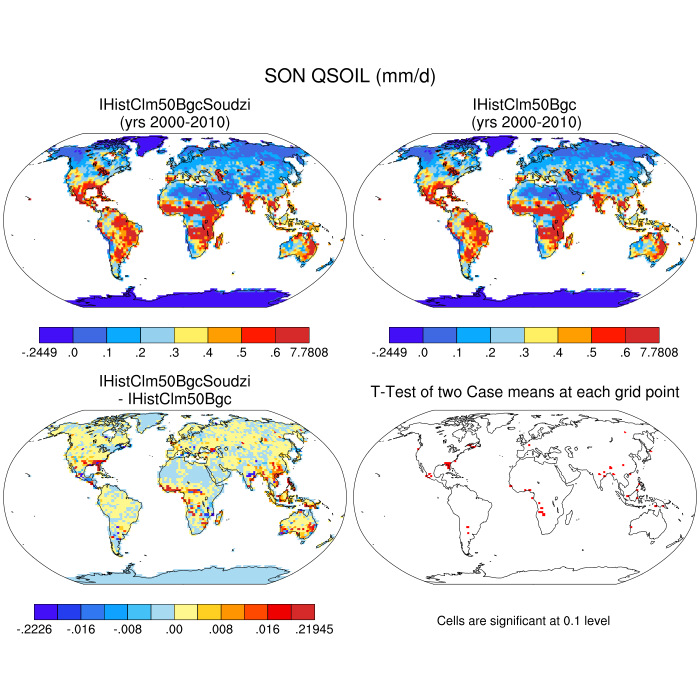 SON QSOIL (mm/d)
IHistClm50BgcSoudzi
(yrs 2000-2010)
IHistClm50Bgc
(yrs 2000-2010)
-.2449 .0 .1 .2 .3 .4 .5 .6 7.7808
-.2449 .0 .1 .2 .3 .4 .5 .6 7.7808
IHistClm50BgcSoudzi
- IHistClm50Bgc
T-Test of two Case means at each grid point
-.2226 -.016 -.008 .00 .008 .016 .21945
Cells are significant at 0.1 level